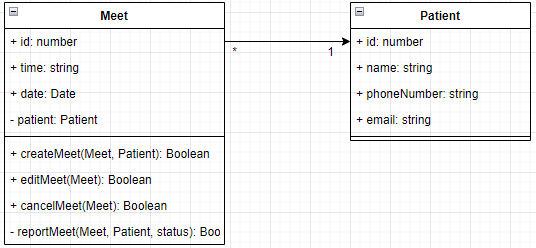 Meet
+ id: number
+ time: string
+ date: Date
- patient: Patient
+ createMeet(Meet, Patient): Boolean
+ editMeet(Meet): Boolean
+ cancelMeet(Meet): Boolean
- reportMeet(Meet, Patient, status): Boo
* 1
Patient
+ id: number
+ name: string
+ phoneNumber: string
+ email: string